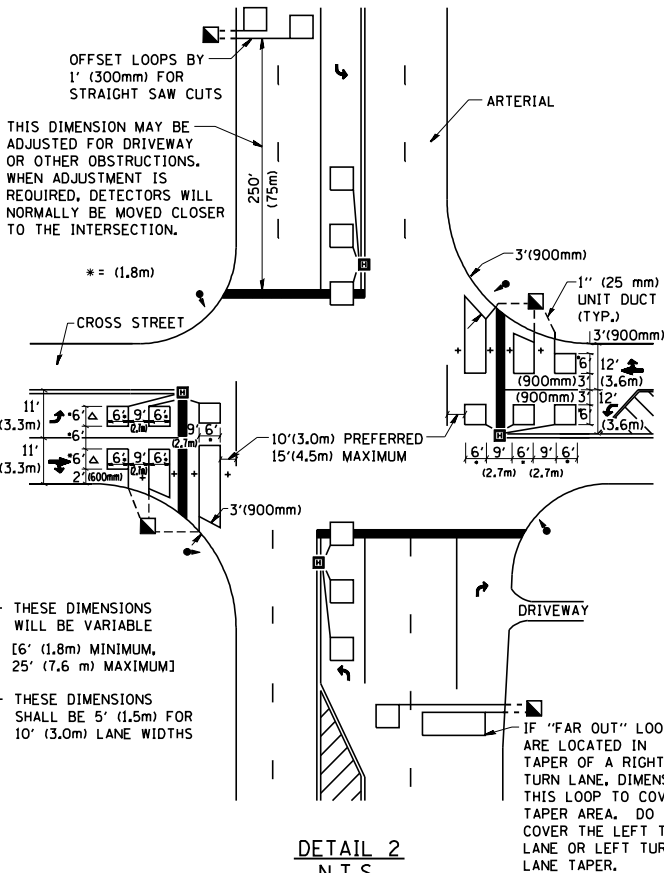 OFFSET LOOPS BY
1' (300mm) FOR
STRAIGHT SAW CUTS
ARTERIAL
THIS DIMENSION MAY BE
ADJUSTED FOR DRIVEWAY
OR OTHER OBSTRUCTIONS.
WHEN ADJUSTMENT IS
REQUIRED, DETECTORS WILL
NORMALLY BE MOVED CLOSER
TO THE INTERSECTION.
250'
(75m)
* = (1.8m)
3'(900mm)
1'' (25 mm)
UNIT DUCT
(TYP.)
CROSS STREET
H
3'(900mm)
6'
12'
(3.6m)
(900mm) 3'
(900mm) 3'
12'
6'
(3.6m)
H
H
11'
(3.3m)
6'
6' 9' 6'
(2.7m)
6'
9' 6'
(2.7m)
11'
(3.3m)
6'
6' 9' 6'
(2.7m)
2' (600mm)
10'(3.0m) PREFERRED
15'(4.5m) MAXIMUM
6' 9' 6' 9' 6'
(2.7m) (2.7m)
3'(900mm)
H
THESE DIMENSIONS
WILL BE VARIABLE
[6' (1.8m) MINIMUM,
25' (7.6 m) MAXIMUM]
THESE DIMENSIONS
SHALL BE 5' (1.5m) FOR
10' (3.0m) LANE WIDTHS
DRIVEWAY
IF "FAR OUT" LOO
ARE LOCATED IN
TAPER OF A RIGHT
TURN LANE, DIMENS
THIS LOOP TO COV
TAPER AREA. DO
COVER THE LEFT T
LANE OR LEFT TUR
LANE TAPER.
DETAIL 2
N.T.S.